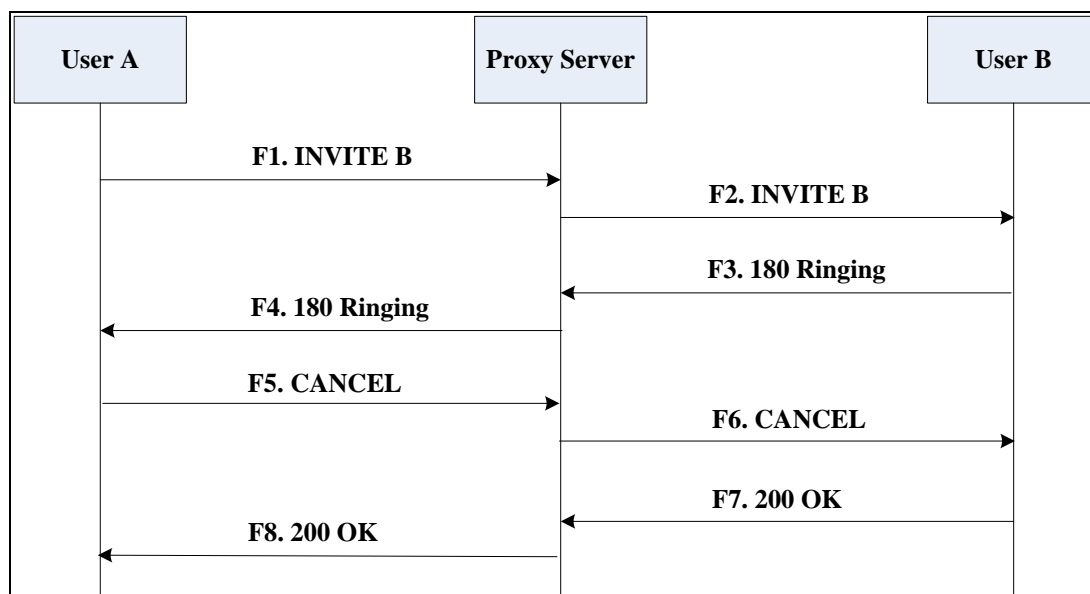 User A
Proxy Server
User B
F1. INVITE B
F2. INVITE B
F3. 180 Ringing
F4. 180 Ringing
F5. CANCEL
F6. CANCEL
F7. 200 OK
F8. 200 OK